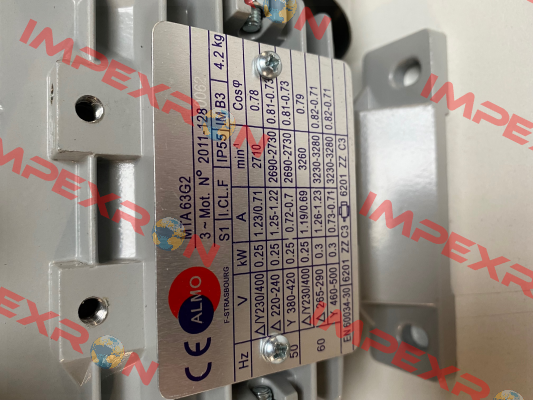 M1A 63G2
3 ~ Mot. N° 2011-128
S1 I.CL.F IP55 IM B3 4.2 kg
Hz V kW A min-1 Cosφ
△/Y230/400 0.25 1.23/0.71 2710 0.78
△ 220-240 0.25 1.25-1.22 2690-2730 0.81-0.73
50 Y 380-420 0.25 0.72-0.7 2690-2730 0.81-0.73
△/Y230/400 0.25 1.19/0.69 3260 0.79
60 △ 265-290 0.3 1.26-1.23 3230-3280 0.82-0.71
Y 460-500 0.3 0.73-0.71 3230-3280 0.82-0.71
EN 60034-30 6201 ZZ C3 6201 ZZ C3
CE ALMO
F-STRASBOURG
IMPEXRON
IMPEXRON
IMPEXRON
IMPEXRON